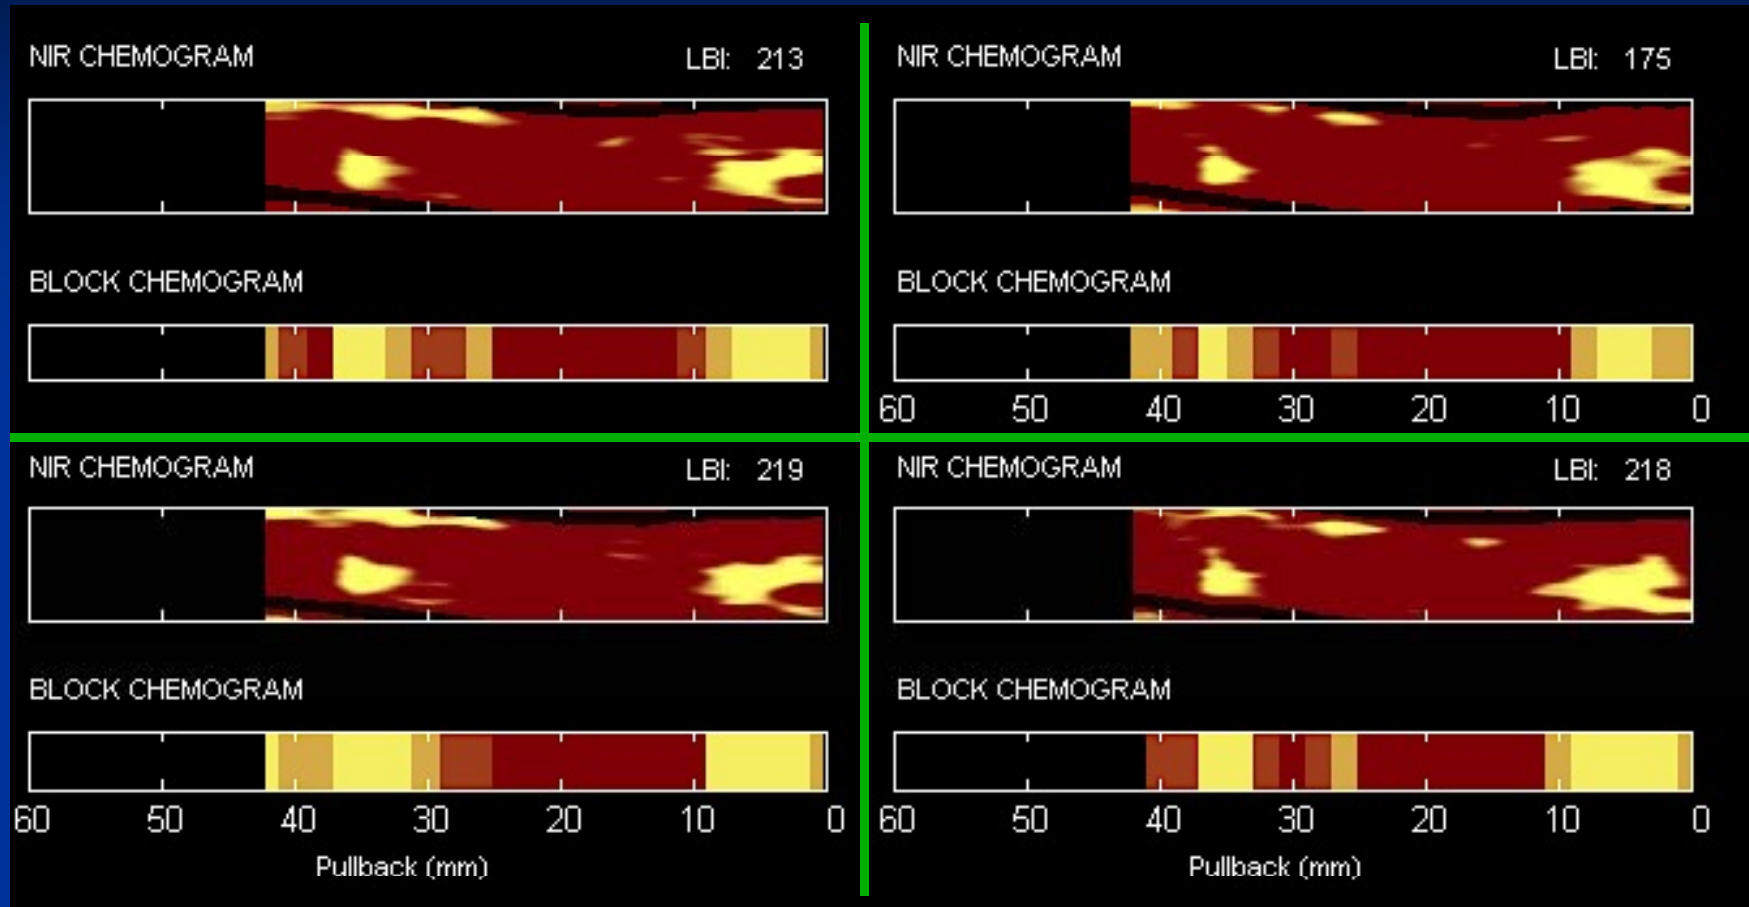 NIR CHEMOGRAM LBI: 213
BLOCK CHEMOGRAM
NIR CHEMOGRAM LBI: 175
BLOCK CHEMOGRAM
60 50 40 30 20 10 0
NIR CHEMOGRAM LBI: 219
BLOCK CHEMOGRAM
60 50 40 30 20 10 0
Pullback (mm)
NIR CHEMOGRAM LBI: 218
BLOCK CHEMOGRAM
60 50 40 30 20 10 0
Pullback (mm)